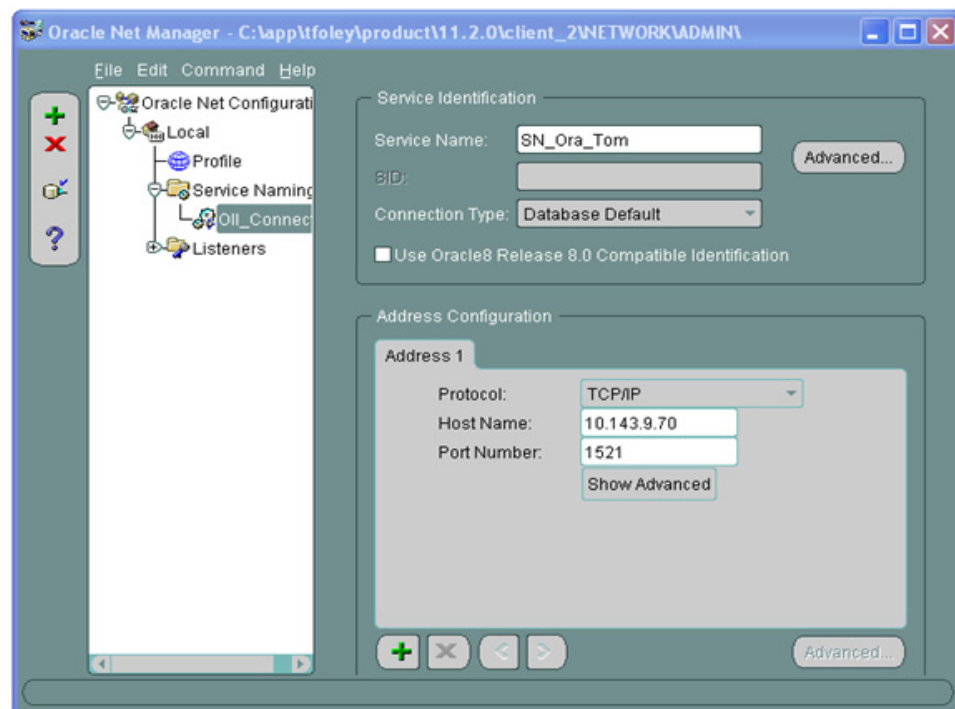 Oracle Net Manager - C:\app\tfoley\product\11.2.0\client_2\NETWORK\ADMIN\
File Edit Command Help
Oracle Net Configurati
Local
Profile
Service Naming
OII_Connec
Listeners
Service Identification
Service Name: SN_Ora_Tom
Advanced...
SID:
Connection Type: Database Default
Use Oracle8 Release 8.0 Compatible Identification
Address Configuration
Address 1
Protocol: TCP/IP
Host Name: 10.143.9.70
Port Number: 1521
Show Advanced
Advanced...